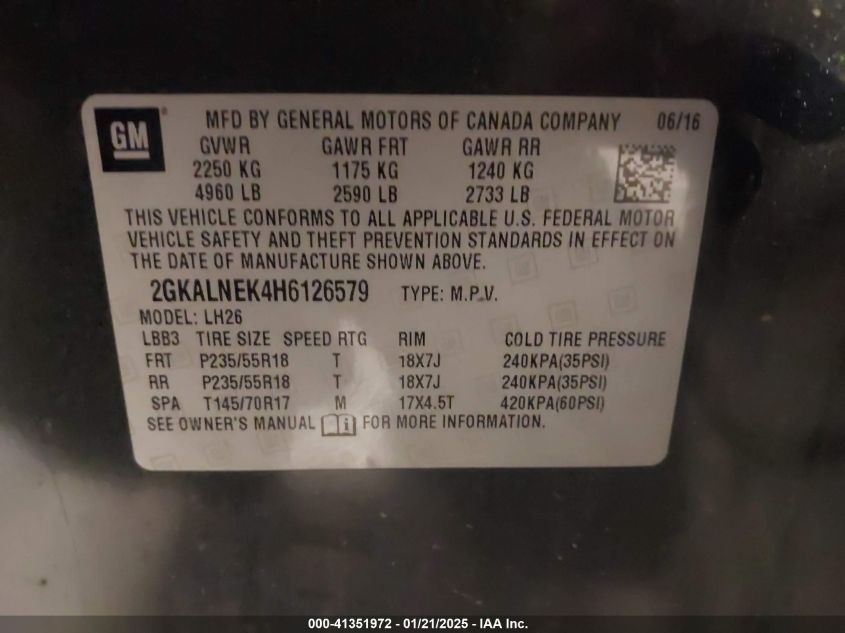 GM
MFD BY GENERAL MOTORS OF CANADA COMPANY 06/16
GVWR GAWR FRT GAWR RR
2250 KG 1175 KG 1240 KG
4960 LB 2590 LB 2733 LB
THIS VEHICLE CONFORMS TO ALL APPLICABLE U.S. FEDERAL MOTOR
VEHICLE SAFETY AND THEFT PREVENTION STANDARDS IN EFFECT ON
THE DATE OF MANUFACTURE SHOWN ABOVE.
2GKALNEK4H6126579 TYPE: M.P.V.
MODEL: LH26
LBB3 TIRE SIZE SPEED RTG RIM COLD TIRE PRESSURE
FRT P235/55R18 T 18X7J 240KPA(35PSI)
RR P235/55R18 T 18X7J 240KPA(35PSI)
SPA T145/70R17 M 17X4.5T 420KPA(60PSI)
SEE OWNER'S MANUAL FOR MORE INFORMATION.
000-41351972 - 01/21/2025 - IAA Inc.